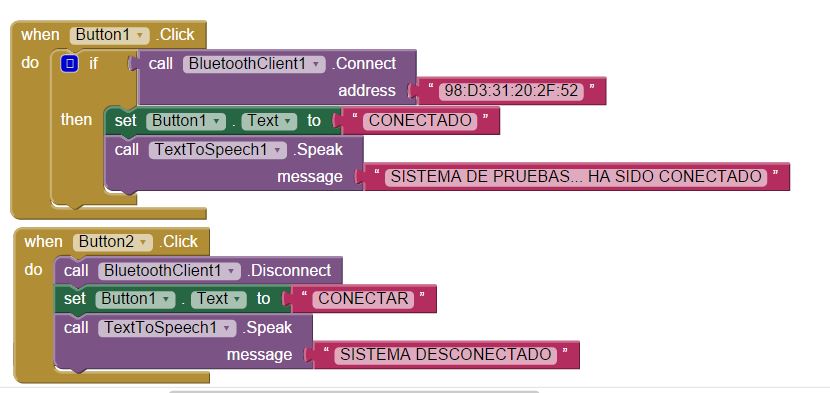 when Button1 .Click
do if call BluetoothClient1 .Connect
address " 98:D3:31:20:2F:52 "
then set Button1 . Text to " CONECTADO "
call TextToSpeech1 .Speak
message " SISTEMA DE PRUEBAS... HA SIDO CONECTADO "
when Button2 .Click
do call BluetoothClient1 .Disconnect
set Button1 . Text to " CONECTAR "
call TextToSpeech1 .Speak
message " SISTEMA DESCONECTADO "